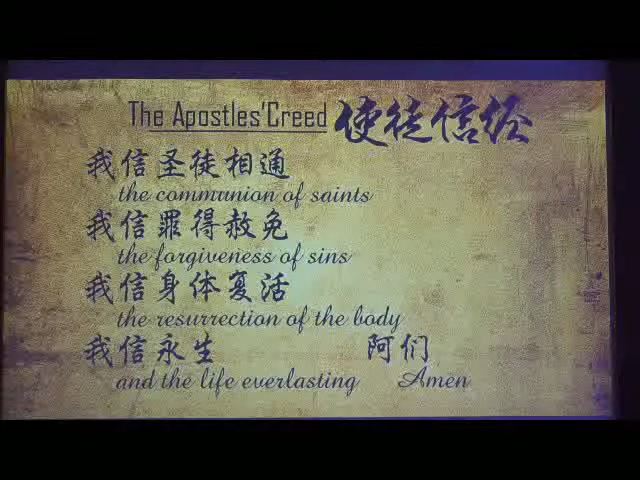 The Apostles'Creed 使徒信经
我信圣徒相通
the communion of saints
我信罪得赦免
the forgiveness of sins
我信身体复活
the resurrection of the body
我信永生 阿们
and the life everlasting Amen